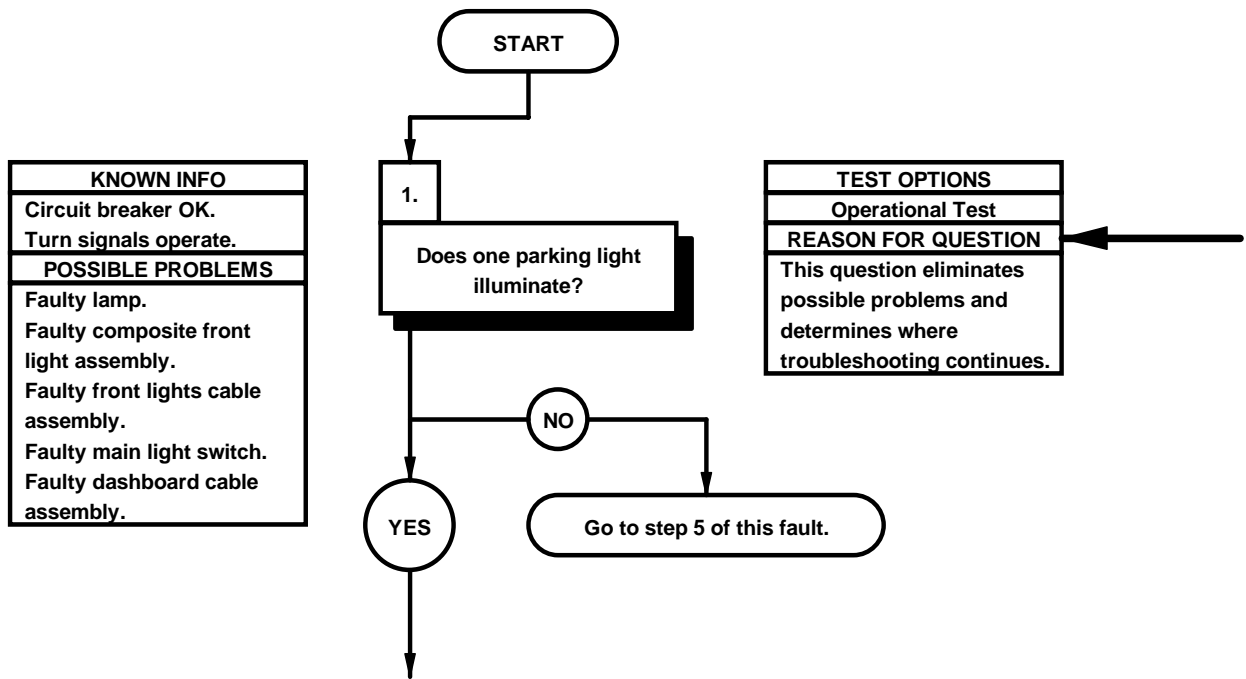 START
KNOWN INFO
Circuit breaker OK.
Turn signals operate.
POSSIBLE PROBLEMS
Faulty lamp.
Faulty composite front
light assembly.
Faulty front lights cable
assembly.
Faulty main light switch.
Faulty dashboard cable
assembly.
1.
Does one parking light
illuminate?
TEST OPTIONS
Operational Test
REASON FOR QUESTION
This question eliminates
possible problems and
determines where
troubleshooting continues.
NO
YES
Go to step 5 of this fault.